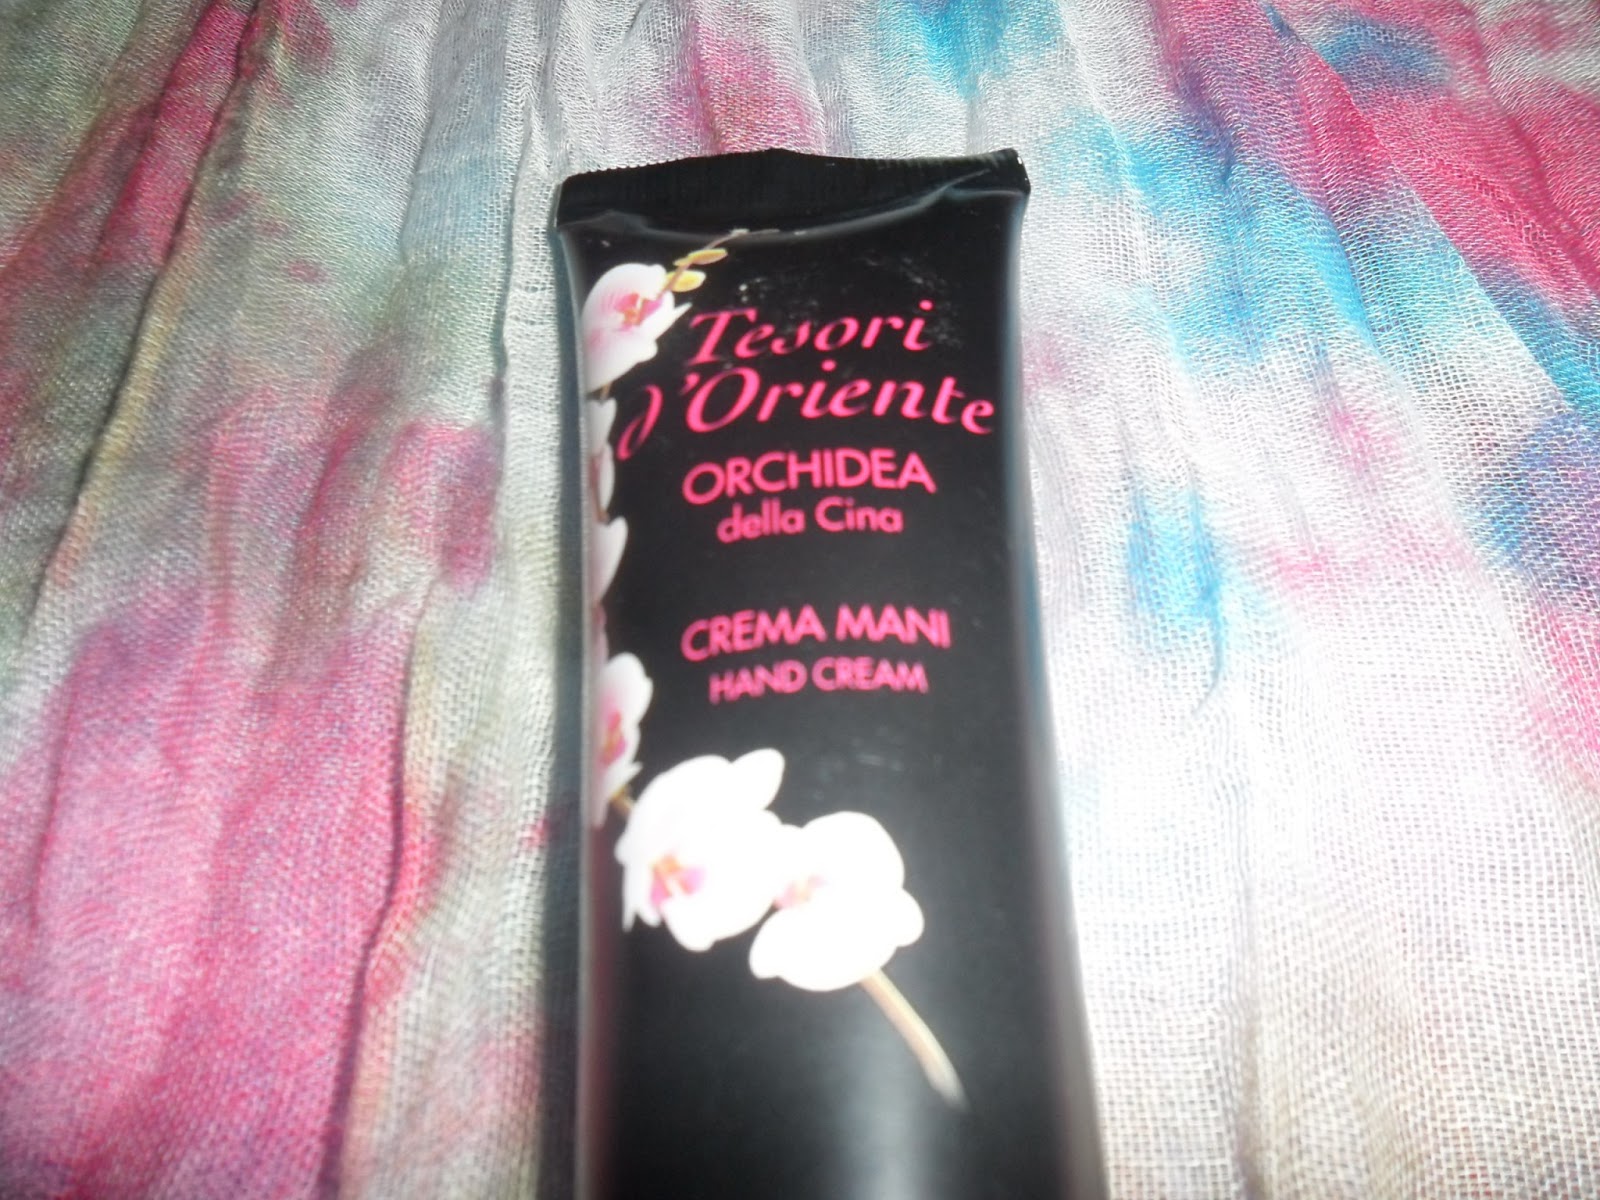 Tesori
d'Oriente
ORCHIDEA
della Cina
CREMA MANI
HAND CREAM